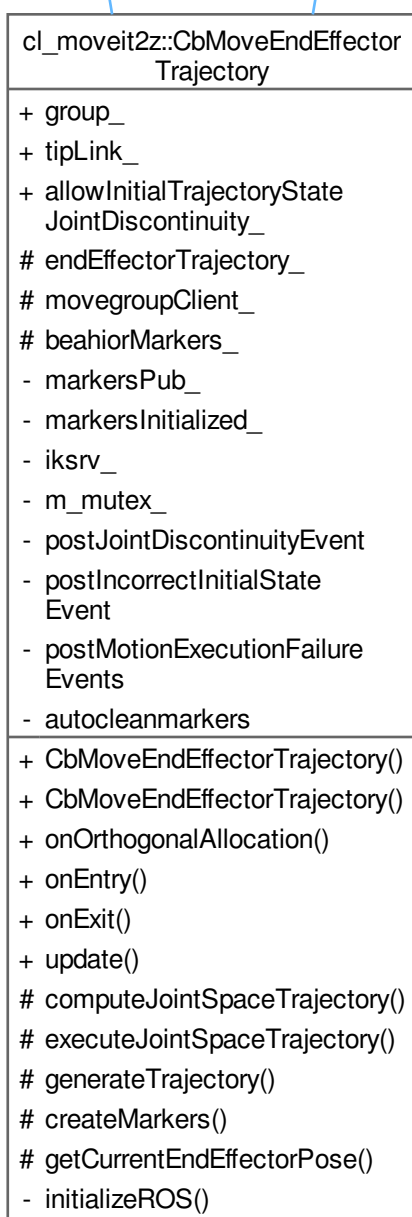 cl_moveit2z::CbMoveEndEffector
Trajectory
+ group_
+ tipLink_
+ allowInitialTrajectoryState
JointDiscontinuity_
# endEffectorTrajectory_
# movegroupClient_
# beahiorMarkers_
- markersPub_
- markersInitialized_
- iksrv_
- m_mutex_
- postJointDiscontinuityEvent
- postIncorrectInitialState
Event
- postMotionExecutionFailure
Events
- autocleanmarkers
+ CbMoveEndEffectorTrajectory()
+ CbMoveEndEffectorTrajectory()
+ onOrthogonalAllocation()
+ onEntry()
+ onExit()
+ update()
# computeJointSpaceTrajectory()
# executeJointSpaceTrajectory()
# generateTrajectory()
# createMarkers()
# getCurrentEndEffectorPose()
- initializeROS()